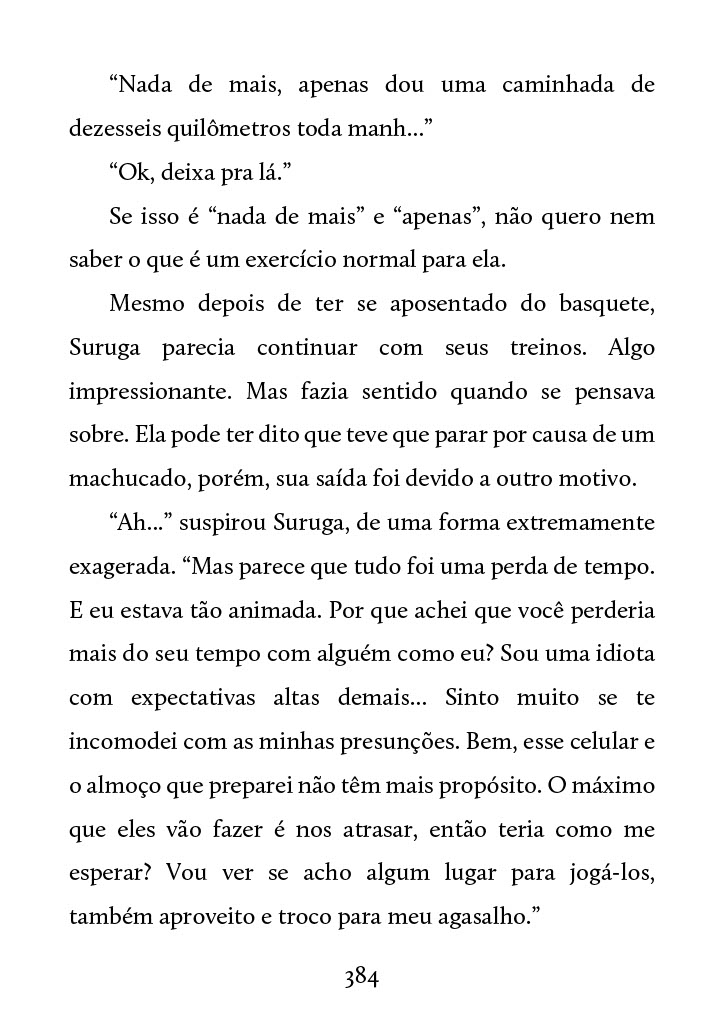 “Nada de mais, apenas dou uma caminhada de
dezesseis quilômetros toda manh...”
“Ok, deixa pra lá.”
Se isso é “nada de mais” e “apenas”, não quero nem
saber o que é um exercício normal para ela.
Mesmo depois de ter se aposentado do basquete,
Suruga parecia continuar com seus treinos. Algo
impressionante. Mas fazia sentido quando se pensava
sobre. Ela pode ter dito que teve que parar por causa de um
machucado, porém, sua saída foi devido a outro motivo.
“Ah...” suspirou Suruga, de uma forma extremamente
exagerada. “Mas parece que tudo foi uma perda de tempo.
E eu estava tão animada. Por que achei que você perderia
mais do seu tempo com alguém como eu? Sou uma idiota
com expectativas altas demais... Sinto muito se te
incomodei com as minhas presunções. Bem, esse celular e
o almoço que preparei não têm mais propósito. O máximo
que eles vão fazer é nos atrasar, então teria como me
esperar? Vou ver se acho algum lugar para jogá-los,
também aproveito e troco para meu agasalho.”
384